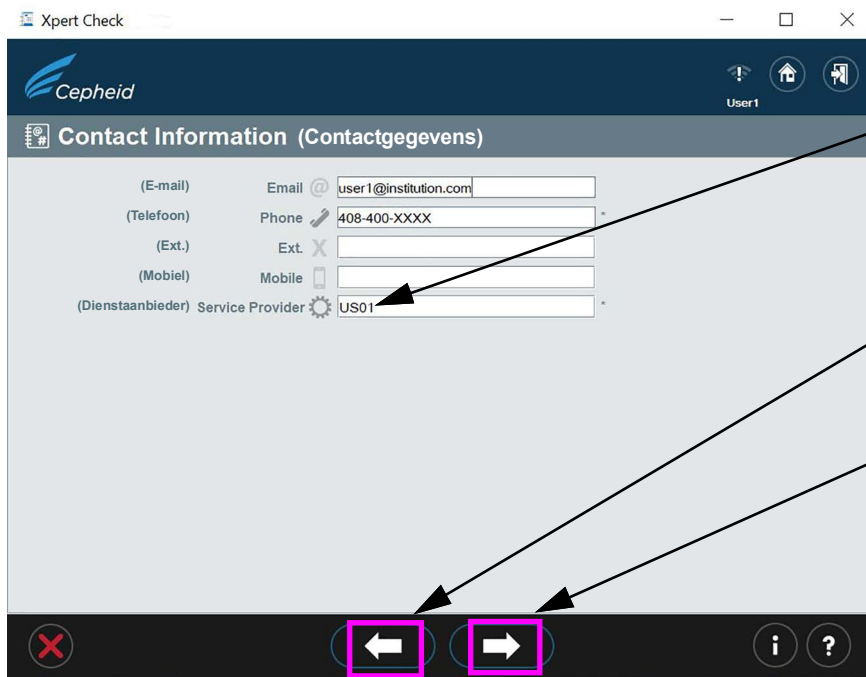 Xpert Check
Cepheid
User1
Contact Information (Contactgegevens)
(E-mail) Email @ user1@institution.com
(Telefoon) Phone 408-400-XXXX *
(Ext.) Ext. X
(Mobiel) Mobile
(Dienstaanbieder) Service Provider US01 *
i ?